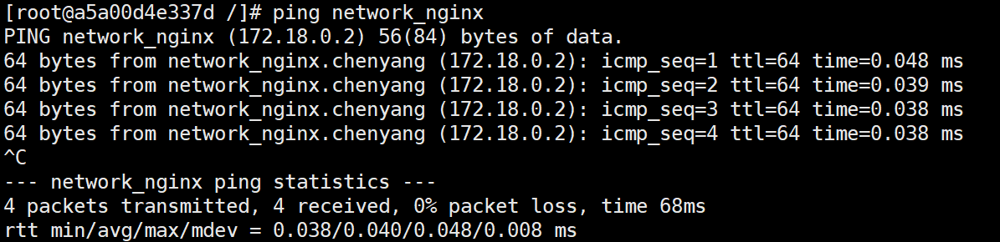 [root@a5a00d4e337d /]# ping network_nginx
PING network_nginx (172.18.0.2) 56(84) bytes of data.
64 bytes from network_nginx.chenyang (172.18.0.2): icmp_seq=1 ttl=64 time=0.048 ms
64 bytes from network_nginx.chenyang (172.18.0.2): icmp_seq=2 ttl=64 time=0.039 ms
64 bytes from network_nginx.chenyang (172.18.0.2): icmp_seq=3 ttl=64 time=0.038 ms
64 bytes from network_nginx.chenyang (172.18.0.2): icmp_seq=4 ttl=64 time=0.038 ms
^C
--- network_nginx ping statistics ---
4 packets transmitted, 4 received, 0% packet loss, time 68ms
rtt min/avg/max/mdev = 0.038/0.040/0.048/0.008 ms